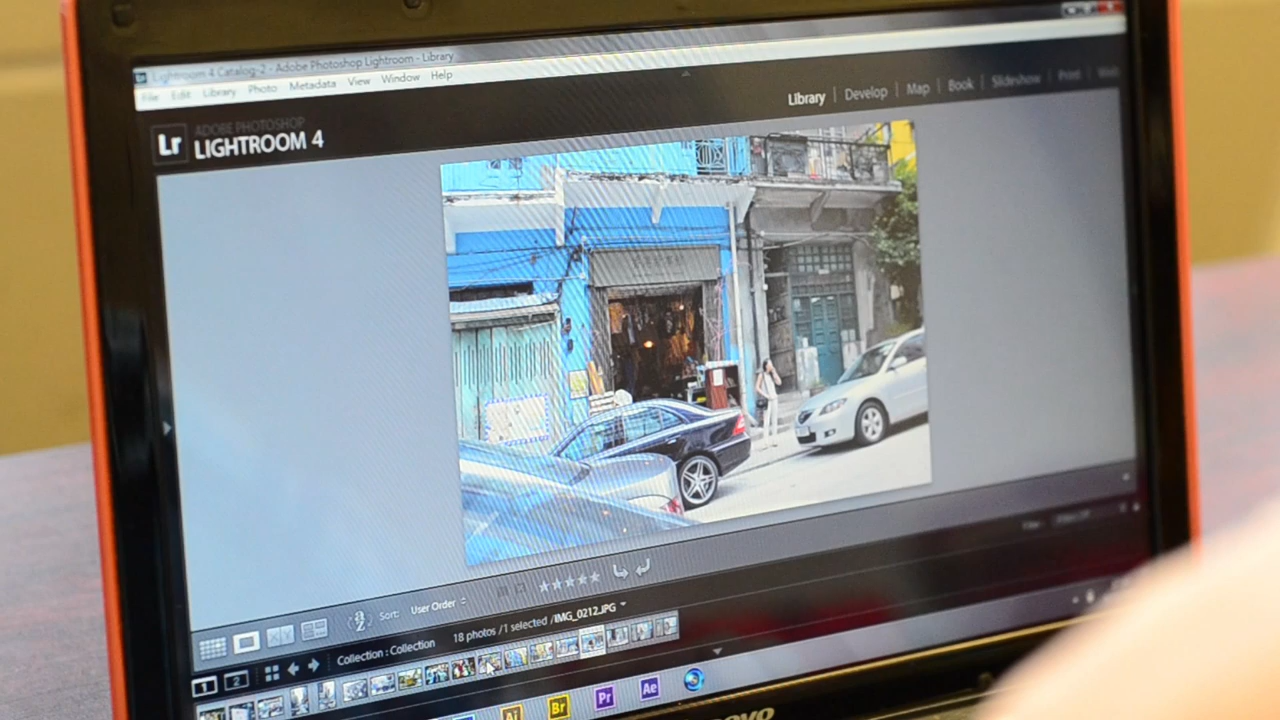 Lightroom 4 Catalog-2 - Adobe Photoshop Lightroom - Library
File Edit Library Photo Metadata View Window Help
Lr ADOBE PHOTOSHOP
LIGHTROOM 4
Library | Develop | Map | Book | Slideshow | Print | Web
Sort: User Order
1 2 Collection : Collection 18 photos /1 selected /IMG_0212.JPG
Ai Br Pr Ae